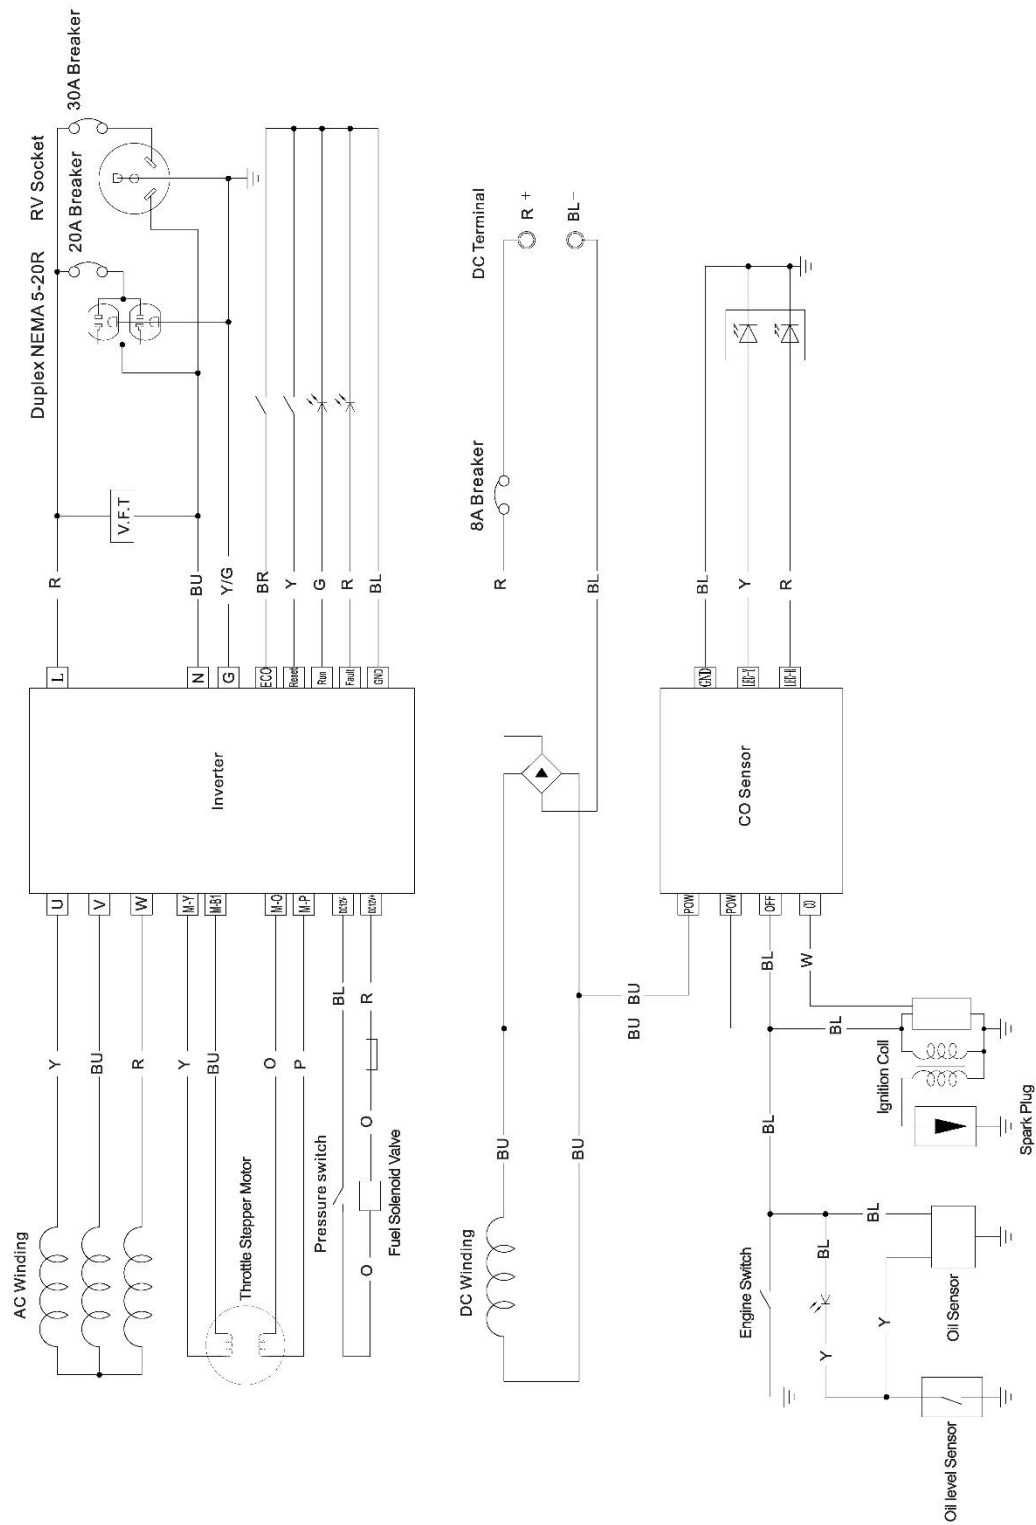 AC Winding
Y
BU
R
U
V
W
Throttle Stepper Motor
Y
BU
O
P
M-Y
M-B1
M-O
M-P
Pressure switch
BL
R
O
O
Fuel Solenoid Valve
DC12V-
DC12V+
Inverter
L
N
G
ECO
Reset
Run
Fault
GND
R
BU
Y/G
BR
Y
G
R
BL
V.F.T
Duplex NEMA 5-20R
RV Socket
20A Breaker
30A Breaker
DC Winding
BU
BU
BU
BU
8A Breaker
R
BL
DC Terminal
R +
BL -
CO Sensor
POW
POW
OFF
GND
LED-Y
LED-R
BL
Y
R
BL
W
BL
BL
Ignition Coll
Spark Plug
Engine Switch
BL
BL
Y
Y
Oil Sensor
Oil level Sensor